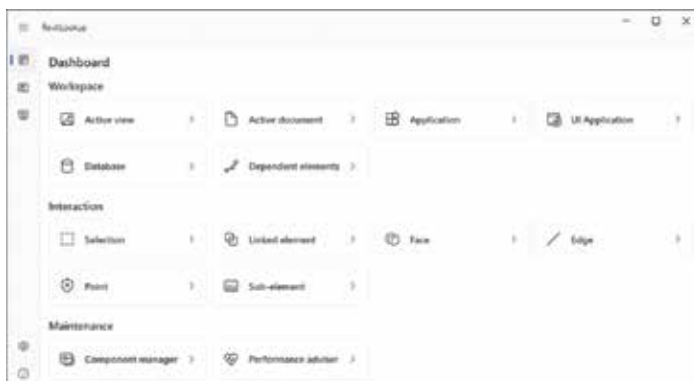 RevitLookup
Dashboard
Workspace
Active view
Active document
Application
UI Application
Database
Dependent elements
Interaction
Selection
Linked element
Face
Edge
Point
Sub-element
Maintenance
Component manager
Performance adviser